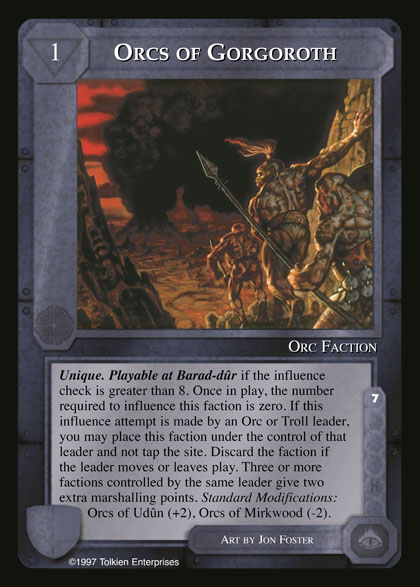 1
ORCS OF GORGOROTH
ORC FACTION
Unique. Playable at Barad-dûr if the influence
check is greater than 8. Once in play, the number
required to influence this faction is zero. If this
influence attempt is made by an Orc or Troll leader,
you may place this faction under the control of that
leader and not tap the site. Discard the faction if
the leader moves or leaves play. Three or more
factions controlled by the same leader give two
extra marshalling points. Standard Modifications:
Orcs of Udûn (+2), Orcs of Mirkwood (-2).
7
H
ART BY JON FOSTER
©1997 Tolkien Enterprises